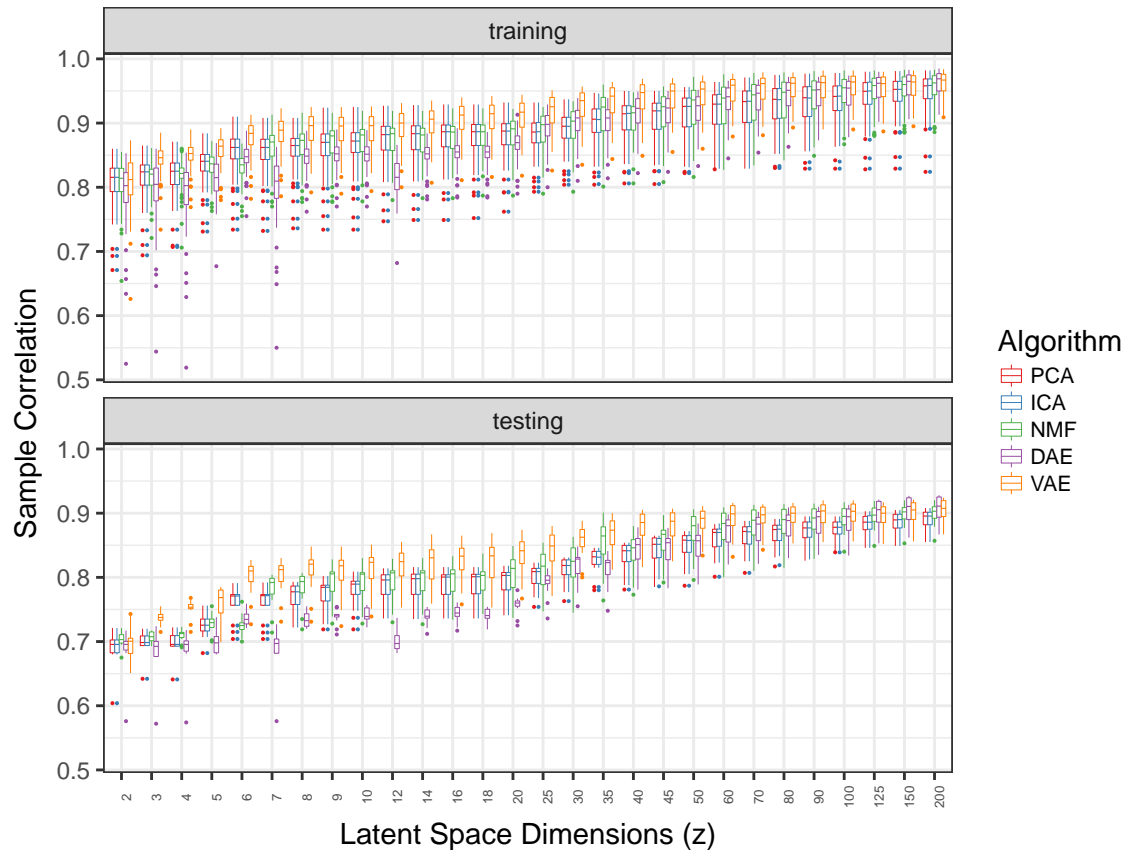 training
1.0
0.9
0.8
0.7
0.6
0.5
testing
1.0
0.9
0.8
0.7
0.6
0.5
Sample Correlation
2 3 4 5 6 7 8 9 10 12 14 16 18 20 25 30 35 40 45 50 60 70 80 90 100 125 150 200
Latent Space Dimensions (z)
Algorithm
PCA
ICA
NMF
DAE
VAE